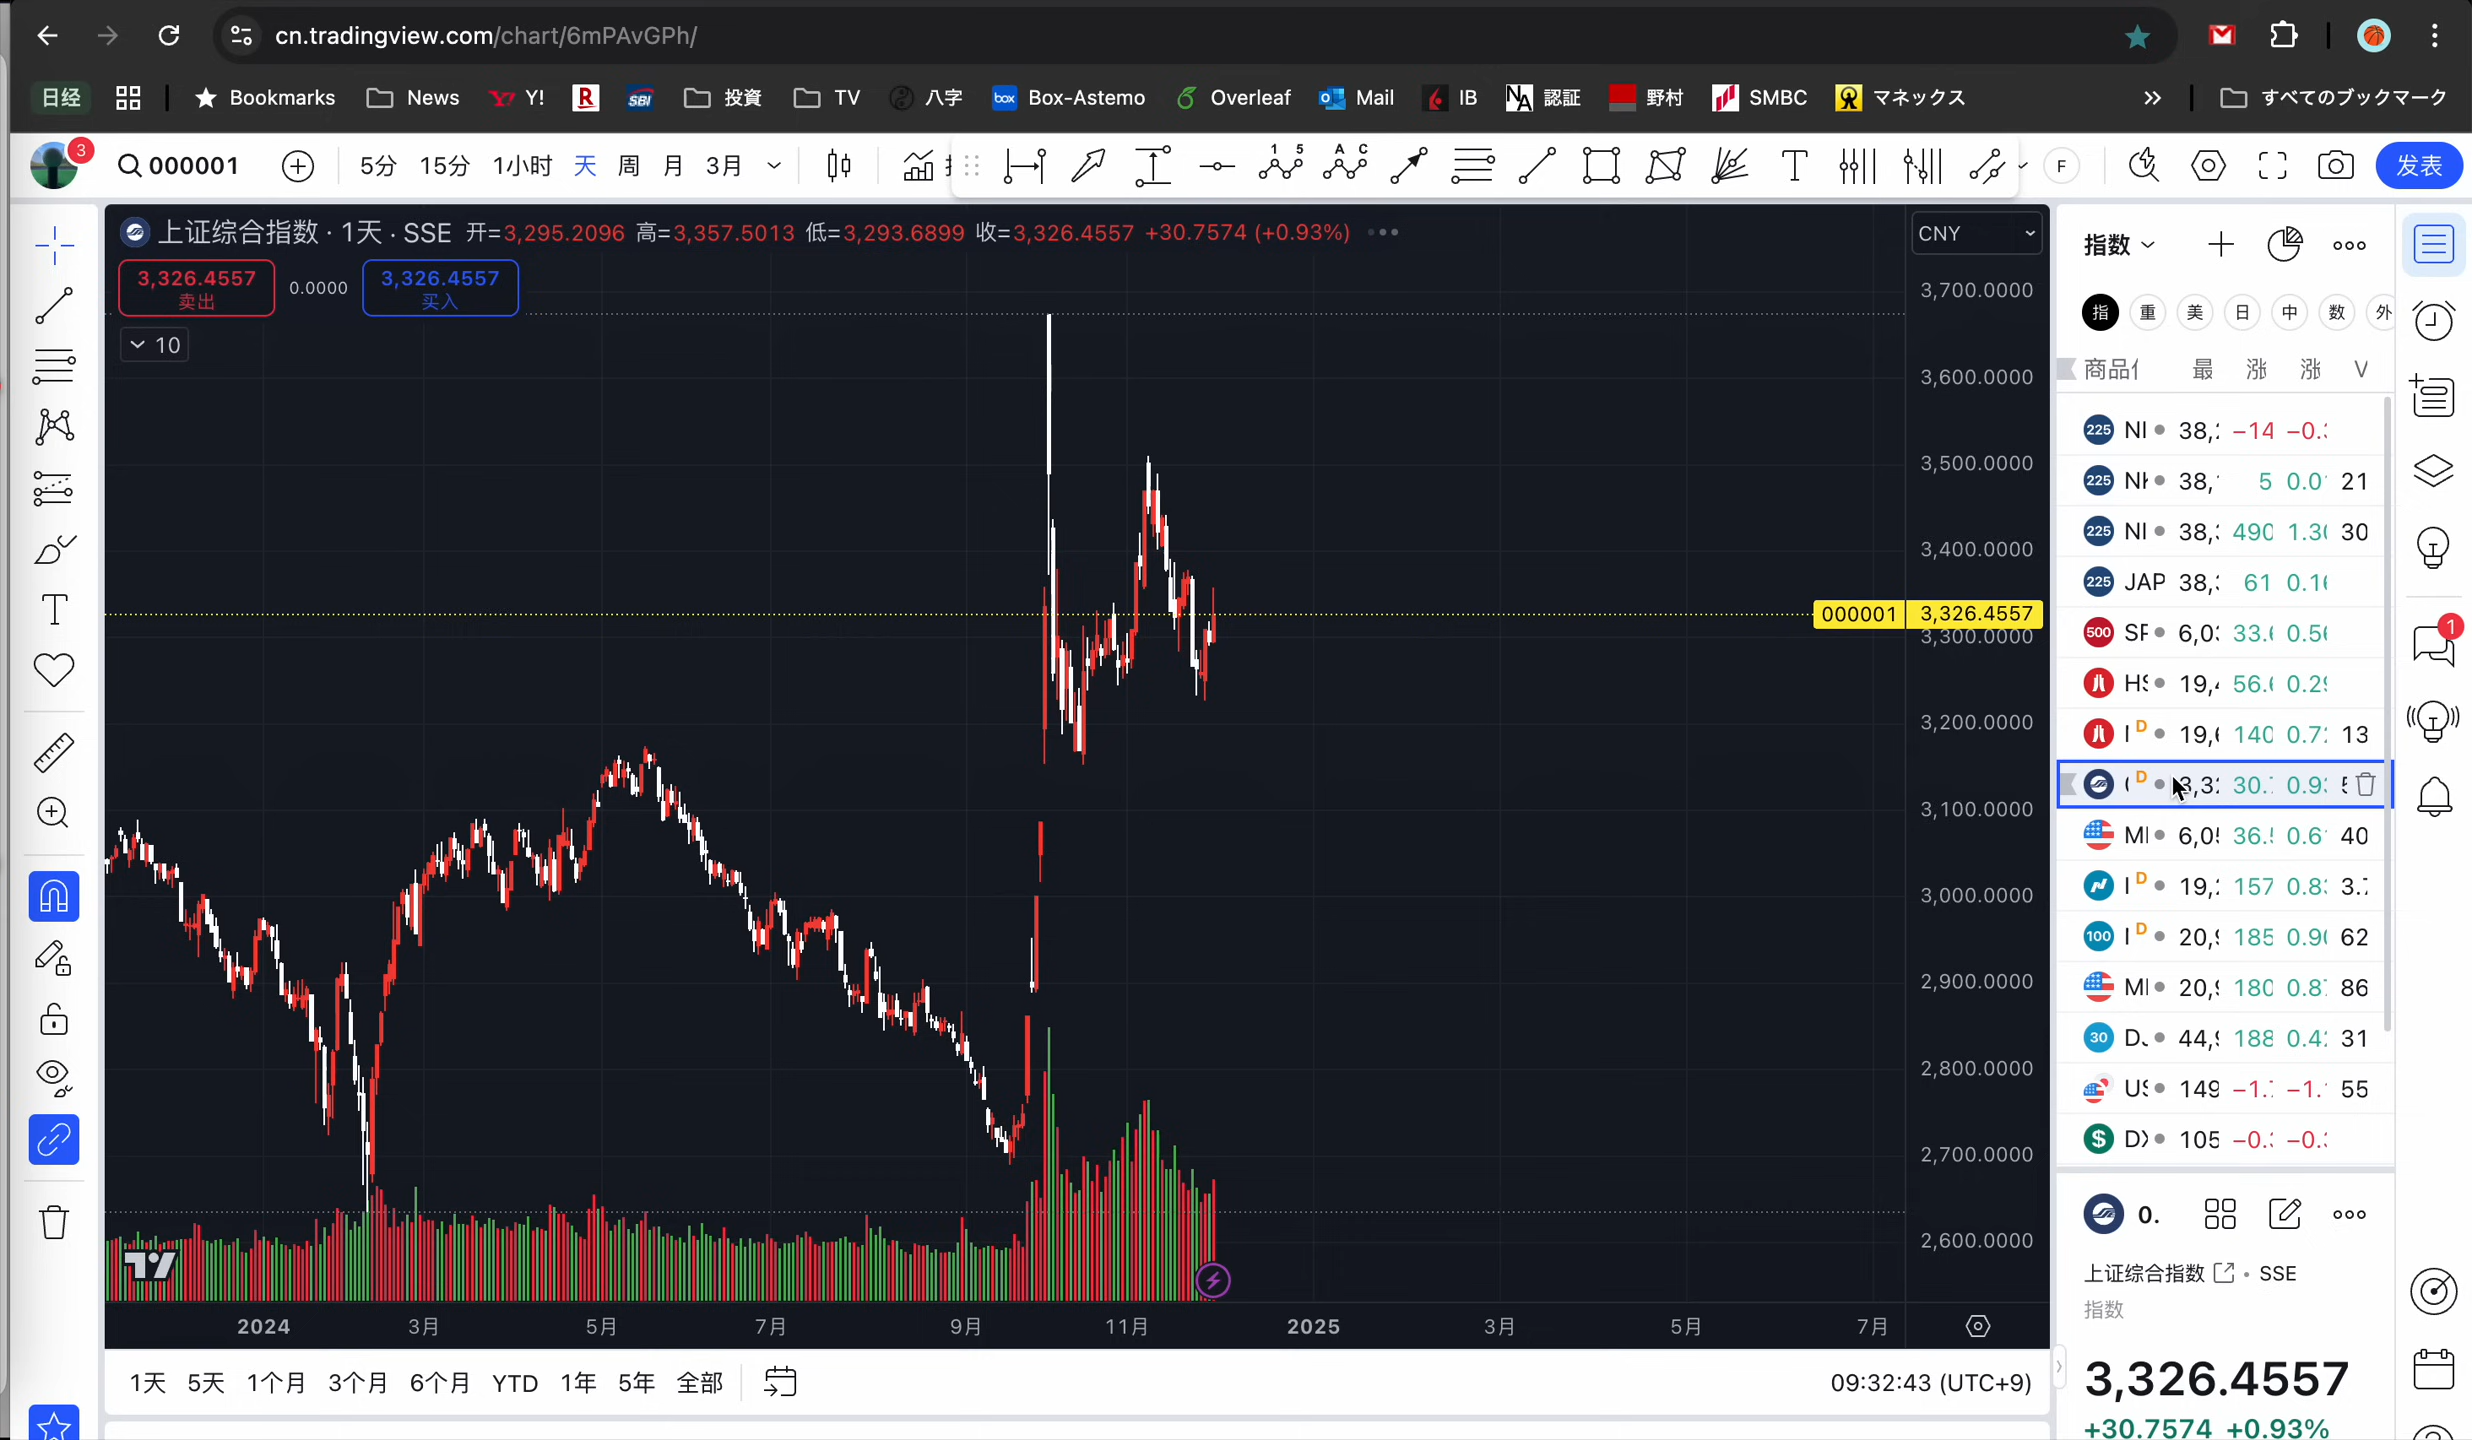 cn.tradingview.com/chart/6mPAvGPh/
日经 Bookmarks News Y! R SBI 投資 TV 八字 box Box-Astemo Overleaf Mail IB NA 認証 野村 SMBC マネックス すべてのブックマーク
3 000001 5分 15分 1小时 天 周 月 3月 1 5 A C T F 发表
上证综合指数 · 1天 · SSE 开=3,295.2096 高=3,357.5013 低=3,293.6899 收=3,326.4557 +30.7574 (+0.93%)
3,326.4557
卖出
0.0000
3,326.4557
买入
10
CNY
3,700.0000
3,600.0000
3,500.0000
3,400.0000
000001 3,326.4557
3,300.0000
3,200.0000
3,100.0000
3,000.0000
2,900.0000
2,800.0000
2,700.0000
2,600.0000
2024 3月 5月 7月 9月 11月 2025 3月 5月 7月
1天 5天 1个月 3个月 6个月 YTD 1年 5年 全部
09:32:43 (UTC+9)
指数
指 重 美 日 中 数 外
商品 最 涨 涨 V
225 NI 38, −14 −0.
225 38, 5 0.0 21
225 NI 38, 490 1.3 30
225 JAP 38, 61 0.1
500 6,0 33. 0.5
19, 56. 0.2
D 19, 140 0.7 13
D 3,3 30. 0.9
6,0 36. 0.6 40
D 19, 157 0.8 3.
100 D 20, 185 0.9 62
20, 180 0.8 86
30 44, 188 0.4 31
149 −1. −1. 55
$ 105 −0. −0.
1
0.
上证综合指数 • SSE
指数
3,326.4557
+30.7574 +0.93%